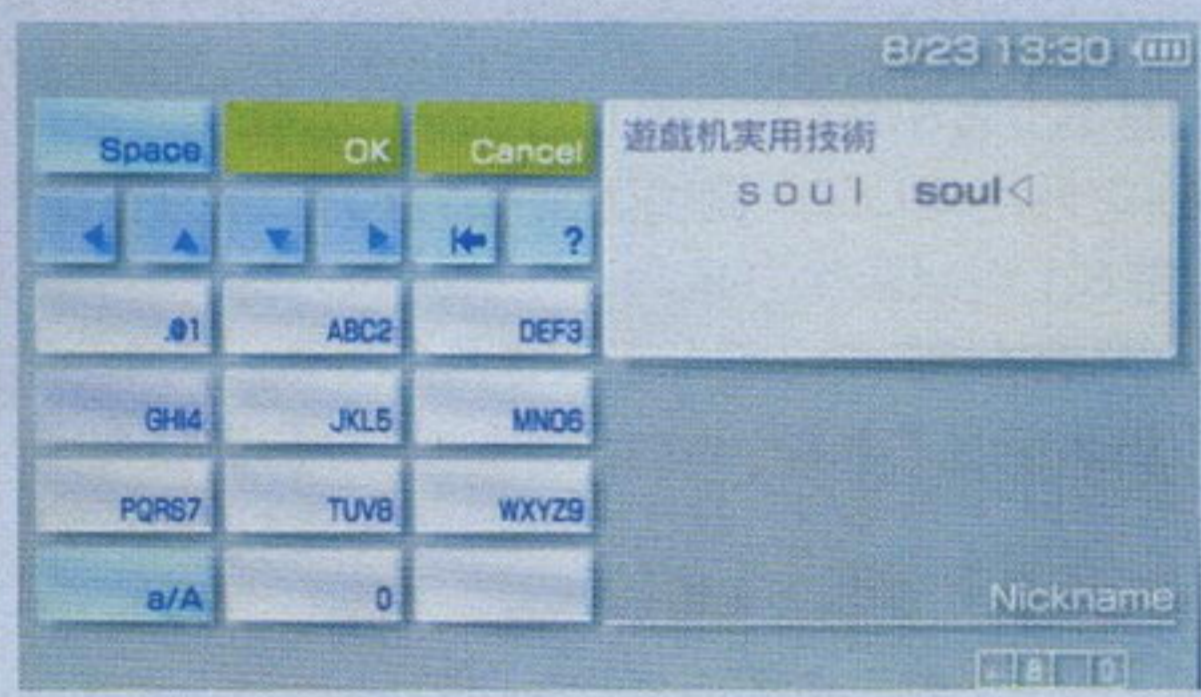 8/23 13:30
Space OK Cancel
遊戯机実用技術
ｓｏｕｌ soul
?
.@1 ABC2 DEF3
GHI4 JKL5 MNO6
PQRS7 TUV8 WXYZ9
a/A 0
Nickname